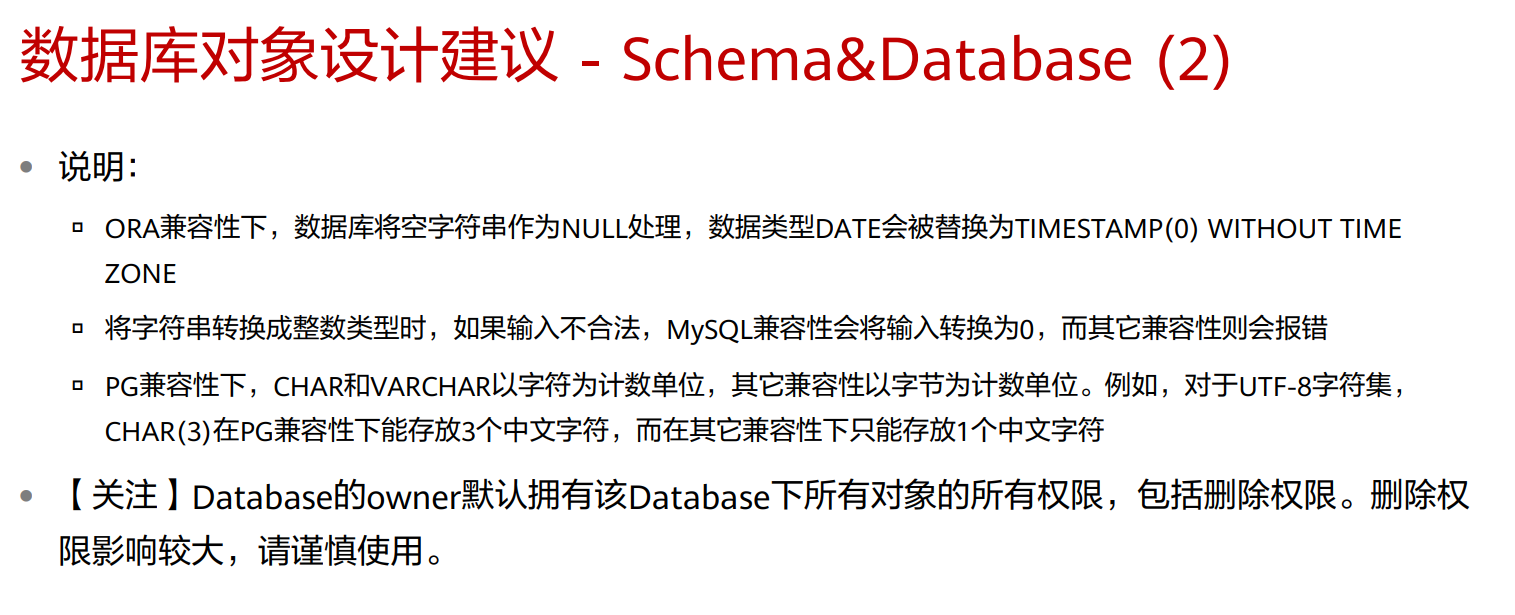 数据库对象设计建议 - Schema&Database (2)
说明：
ORA兼容性下，数据库将空字符串作为NULL处理，数据类型DATE会被替换为TIMESTAMP(0) WITHOUT TIME
ZONE
将字符串转换成整数类型时，如果输入不合法，MySQL兼容性会将输入转换为0，而其它兼容性则会报错
PG兼容性下，CHAR和VARCHAR以字符为计数单位，其它兼容性以字节为计数单位。例如，对于UTF-8字符集，
CHAR(3)在PG兼容性下能存放3个中文字符，而在其它兼容性下只能存放1个中文字符
【关注】Database的owner默认拥有该Database下所有对象的所有权限，包括删除权限。删除权
限影响较大，请谨慎使用。